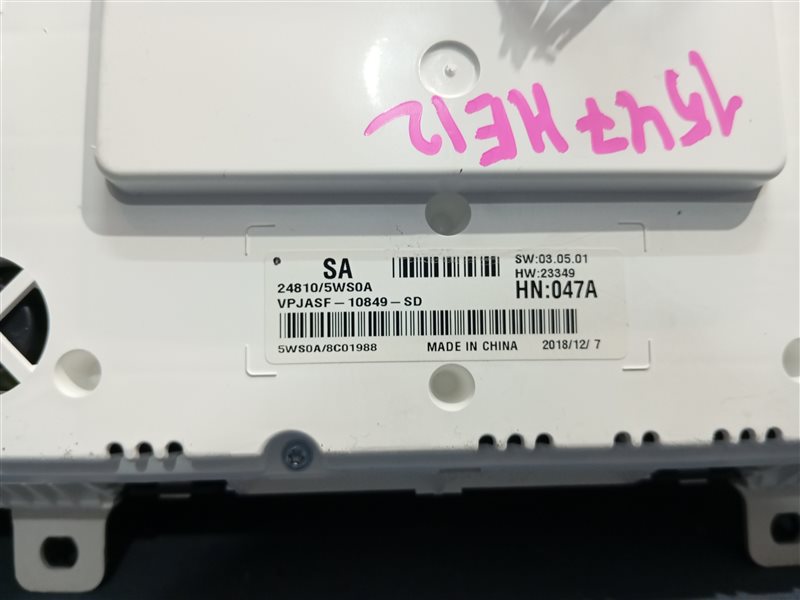 1547 HE12
SA
SW:03.05.01
24810/5WS0A
HW:23349
VPJASF-10849-SD
HN:047A
5WS0A/8C01988
MADE IN CHINA
2018/12/ 7